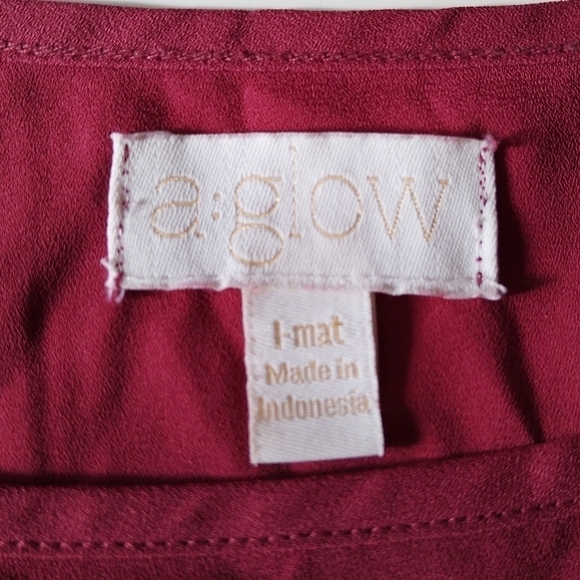 a:glow
l-mat
Made in
Indonesia